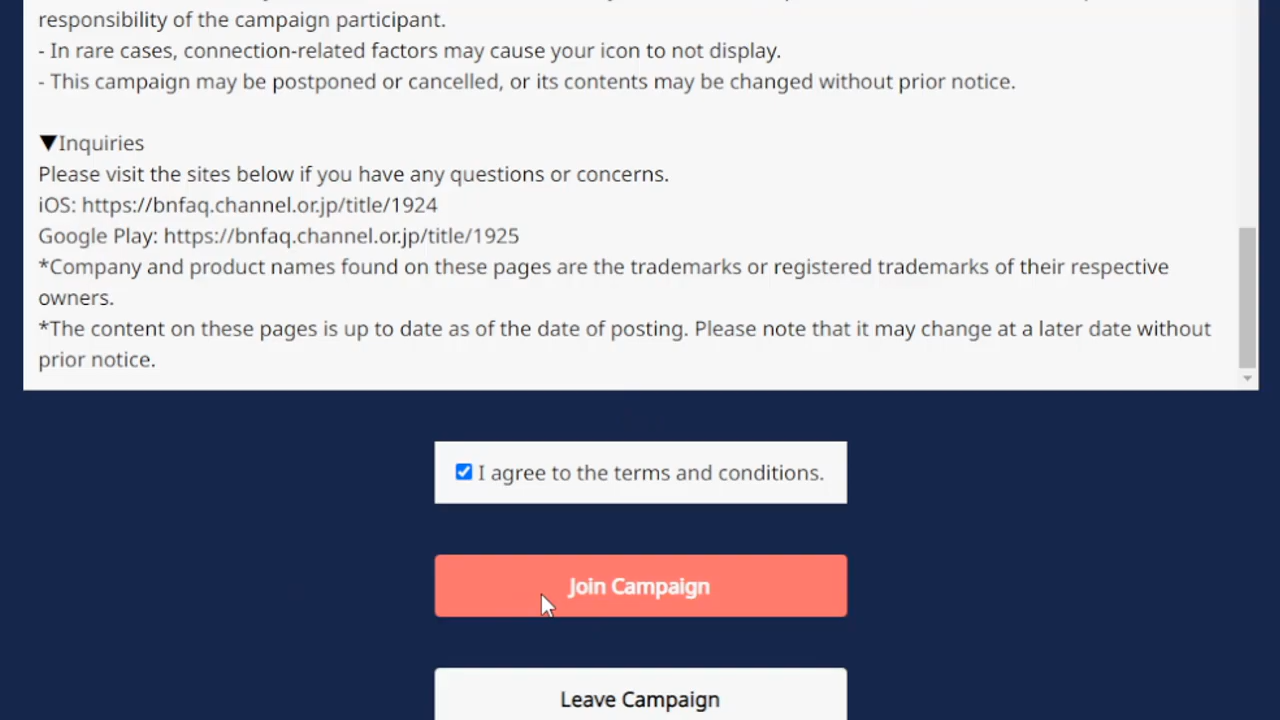 responsibility of the campaign participant.
- In rare cases, connection-related factors may cause your icon to not display.
- This campaign may be postponed or cancelled, or its contents may be changed without prior notice.
▼Inquiries
Please visit the sites below if you have any questions or concerns.
iOS: https://bnfaq.channel.or.jp/title/1924
Google Play: https://bnfaq.channel.or.jp/title/1925
*Company and product names found on these pages are the trademarks or registered trademarks of their respective
owners.
*The content on these pages is up to date as of the date of posting. Please note that it may change at a later date without
prior notice.
I agree to the terms and conditions.
Join Campaign
Leave Campaign